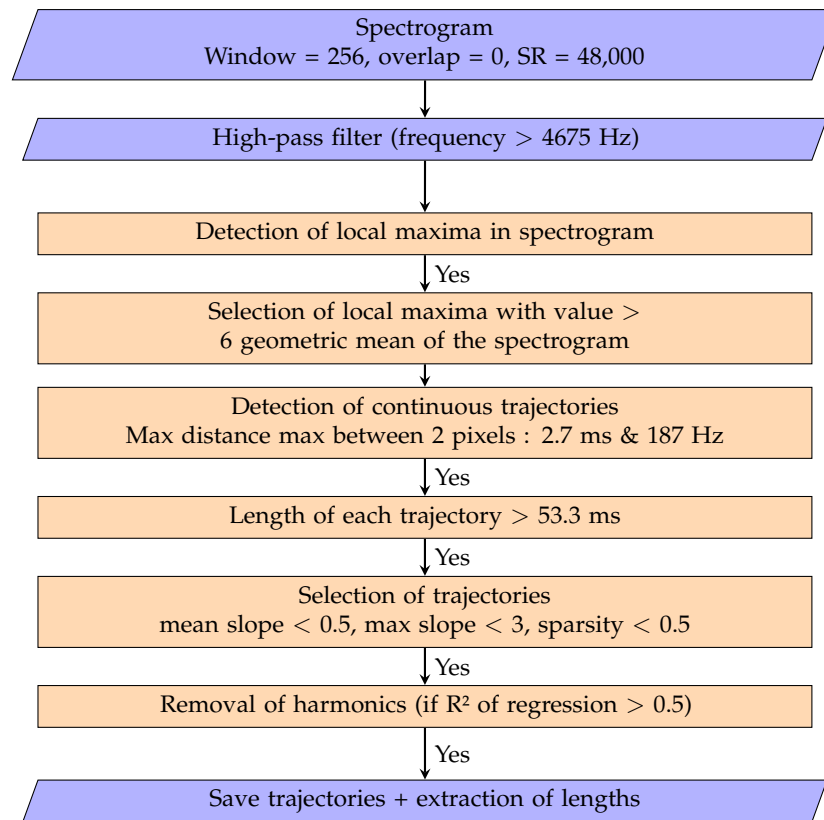 Spectrogram
Window = 256, overlap = 0, SR = 48,000
High-pass filter (frequency > 4675 Hz)
Detection of local maxima in spectrogram
Yes
Selection of local maxima with value >
6 geometric mean of the spectrogram
Detection of continuous trajectories
Max distance max between 2 pixels : 2.7 ms & 187 Hz
Yes
Length of each trajectory > 53.3 ms
Yes
Selection of trajectories
mean slope < 0.5, max slope < 3, sparsity < 0.5
Yes
Removal of harmonics (if R² of regression > 0.5)
Yes
Save trajectories + extraction of lengths